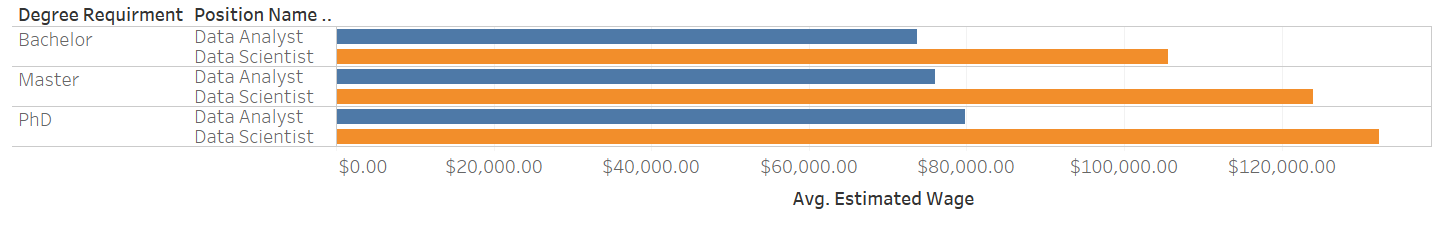 Degree Requirment Position Name ..
Bachelor Data Analyst
Data Scientist
Master Data Analyst
Data Scientist
PhD Data Analyst
Data Scientist
$0.00 $20,000.00 $40,000.00 $60,000.00 $80,000.00 $100,000.00 $120,000.00
Avg. Estimated Wage